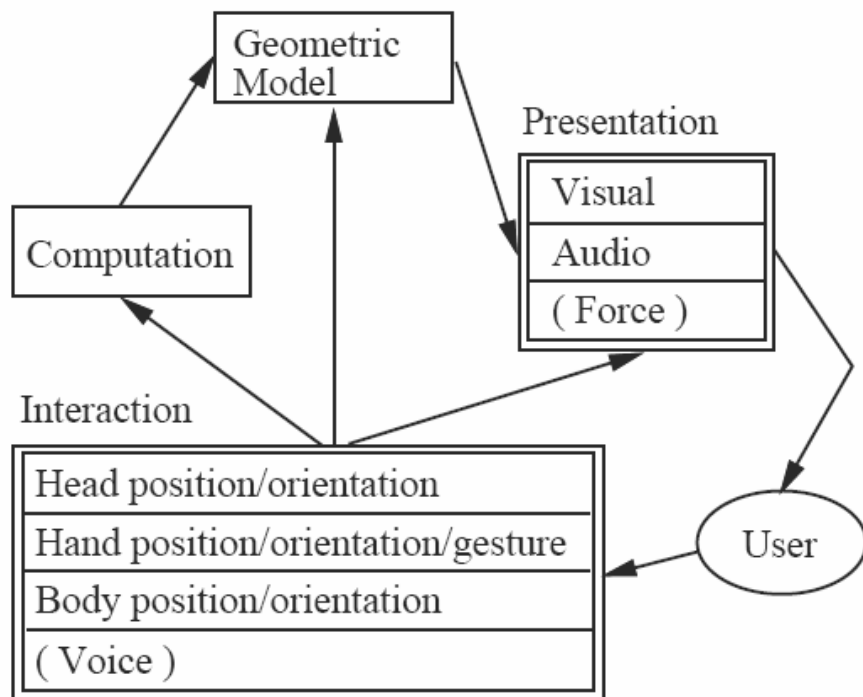 Geometric
Model
Presentation
Visual
Audio
( Force )
Computation
Interaction
Head position/orientation
Hand position/orientation/gesture
Body position/orientation
( Voice )
User